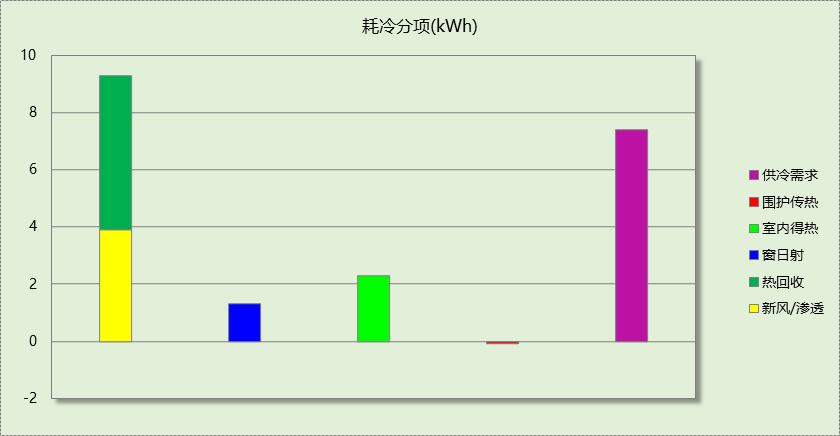 耗冷分项(kWh)
10
8
6
4
2
0
-2
供冷需求
围护传热
室内得热
窗日射
热回收
新风/渗透